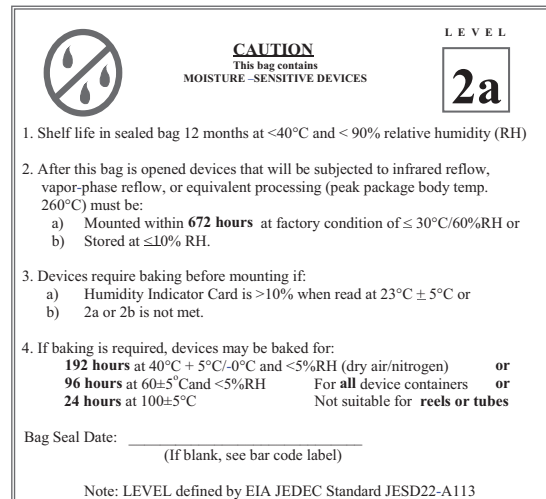 LEVEL
CAUTION
This bag contains
MOISTURE –SENSITIVE DEVICES
2a
1. Shelf life in sealed bag 12 months at <40°C and < 90% relative humidity (RH)
2. After this bag is opened devices that will be subjected to infrared reflow,
vapor-phase reflow, or equivalent processing (peak package body temp.
260°C) must be:
a) Mounted within 672 hours at factory condition of ≤ 30°C/60%RH or
b) Stored at ≤10% RH.
3. Devices require baking before mounting if:
a) Humidity Indicator Card is >10% when read at 23°C ± 5°C or
b) 2a or 2b is not met.
4. If baking is required, devices may be baked for:
192 hours at 40°C + 5°C/-0°C and <5%RH (dry air/nitrogen) or
96 hours at 60±5°Cand <5%RH For all device containers or
24 hours at 100±5°C Not suitable for reels or tubes
Bag Seal Date: ______________________________
(If blank, see bar code label)
Note: LEVEL defined by EIA JEDEC Standard JESD22-A113